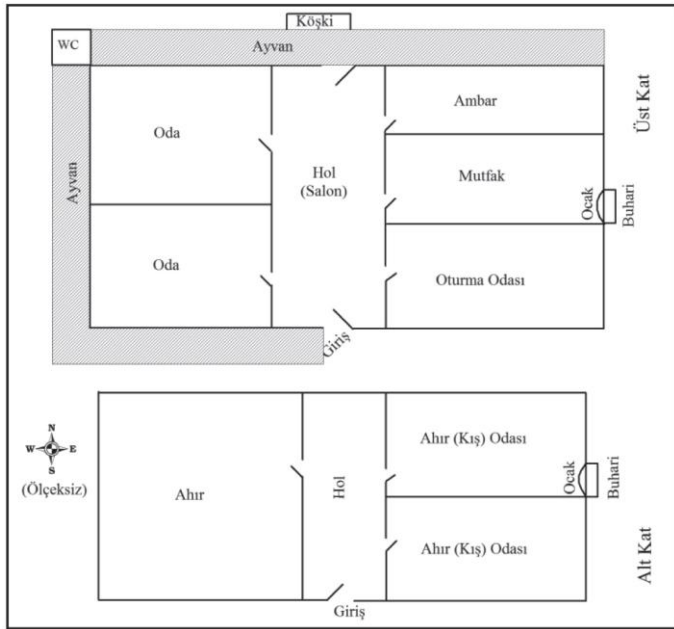 Köşki
WC
Ayvan
Ambar
Üst Kat
Oda
Hol
(Salon)
Mutfak
Ayvan
Ocak
Buhari
Oda
Oturma Odası
Giriş
N
W E
S
(Ölçeksiz)
Ahır
Hol
Ahır (Kış) Odası
Ocak
Buhari
Ahır (Kış) Odası
Alt Kat
Giriş